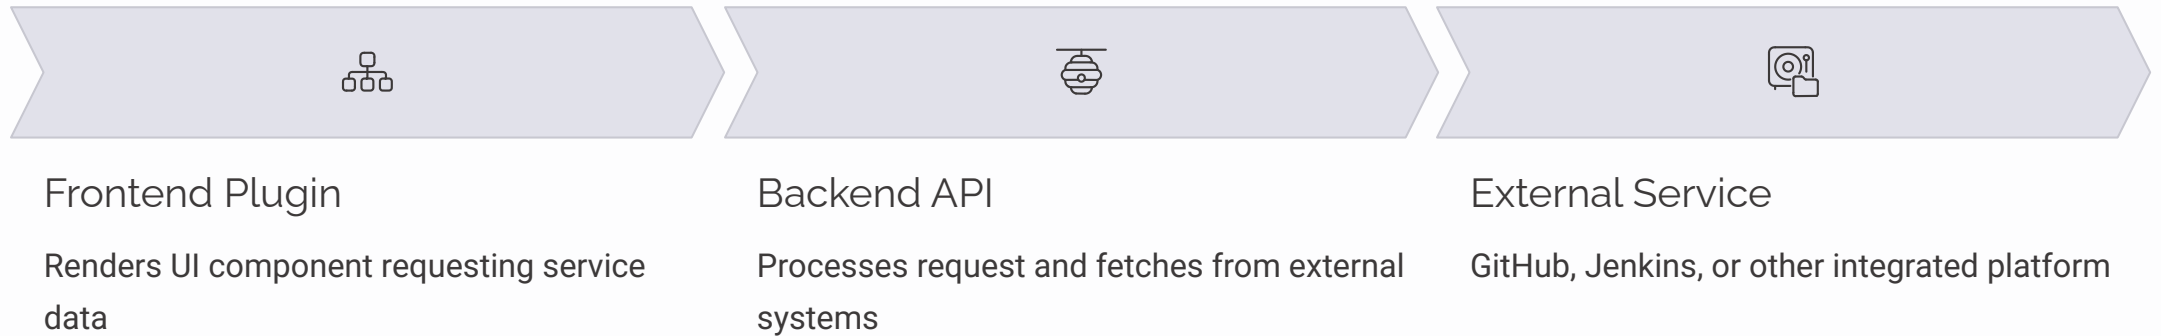 Frontend Plugin
Renders UI component requesting service
data
Backend API
Processes request and fetches from external
systems
External Service
GitHub, Jenkins, or other integrated platform